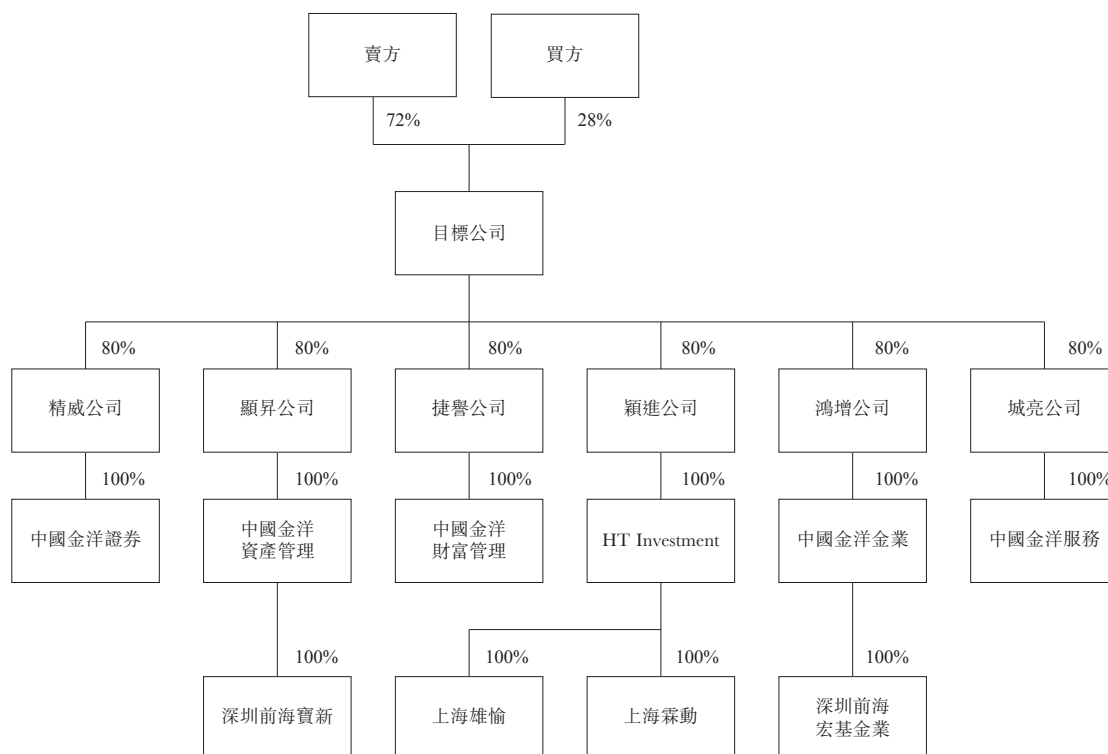 賣方
買方
72%
28%
目標公司
80%
80%
80%
80%
80%
80%
精威公司
顯昇公司
捷譽公司
穎進公司
鴻增公司
城亮公司
100%
100%
100%
100%
100%
100%
中國金洋證券
中國金洋
資產管理
中國金洋
財富管理
HT Investment
中國金洋金業
中國金洋服務
100%
100%
100%
100%
深圳前海寶新
上海雄愉
上海霖動
深圳前海
宏基金業